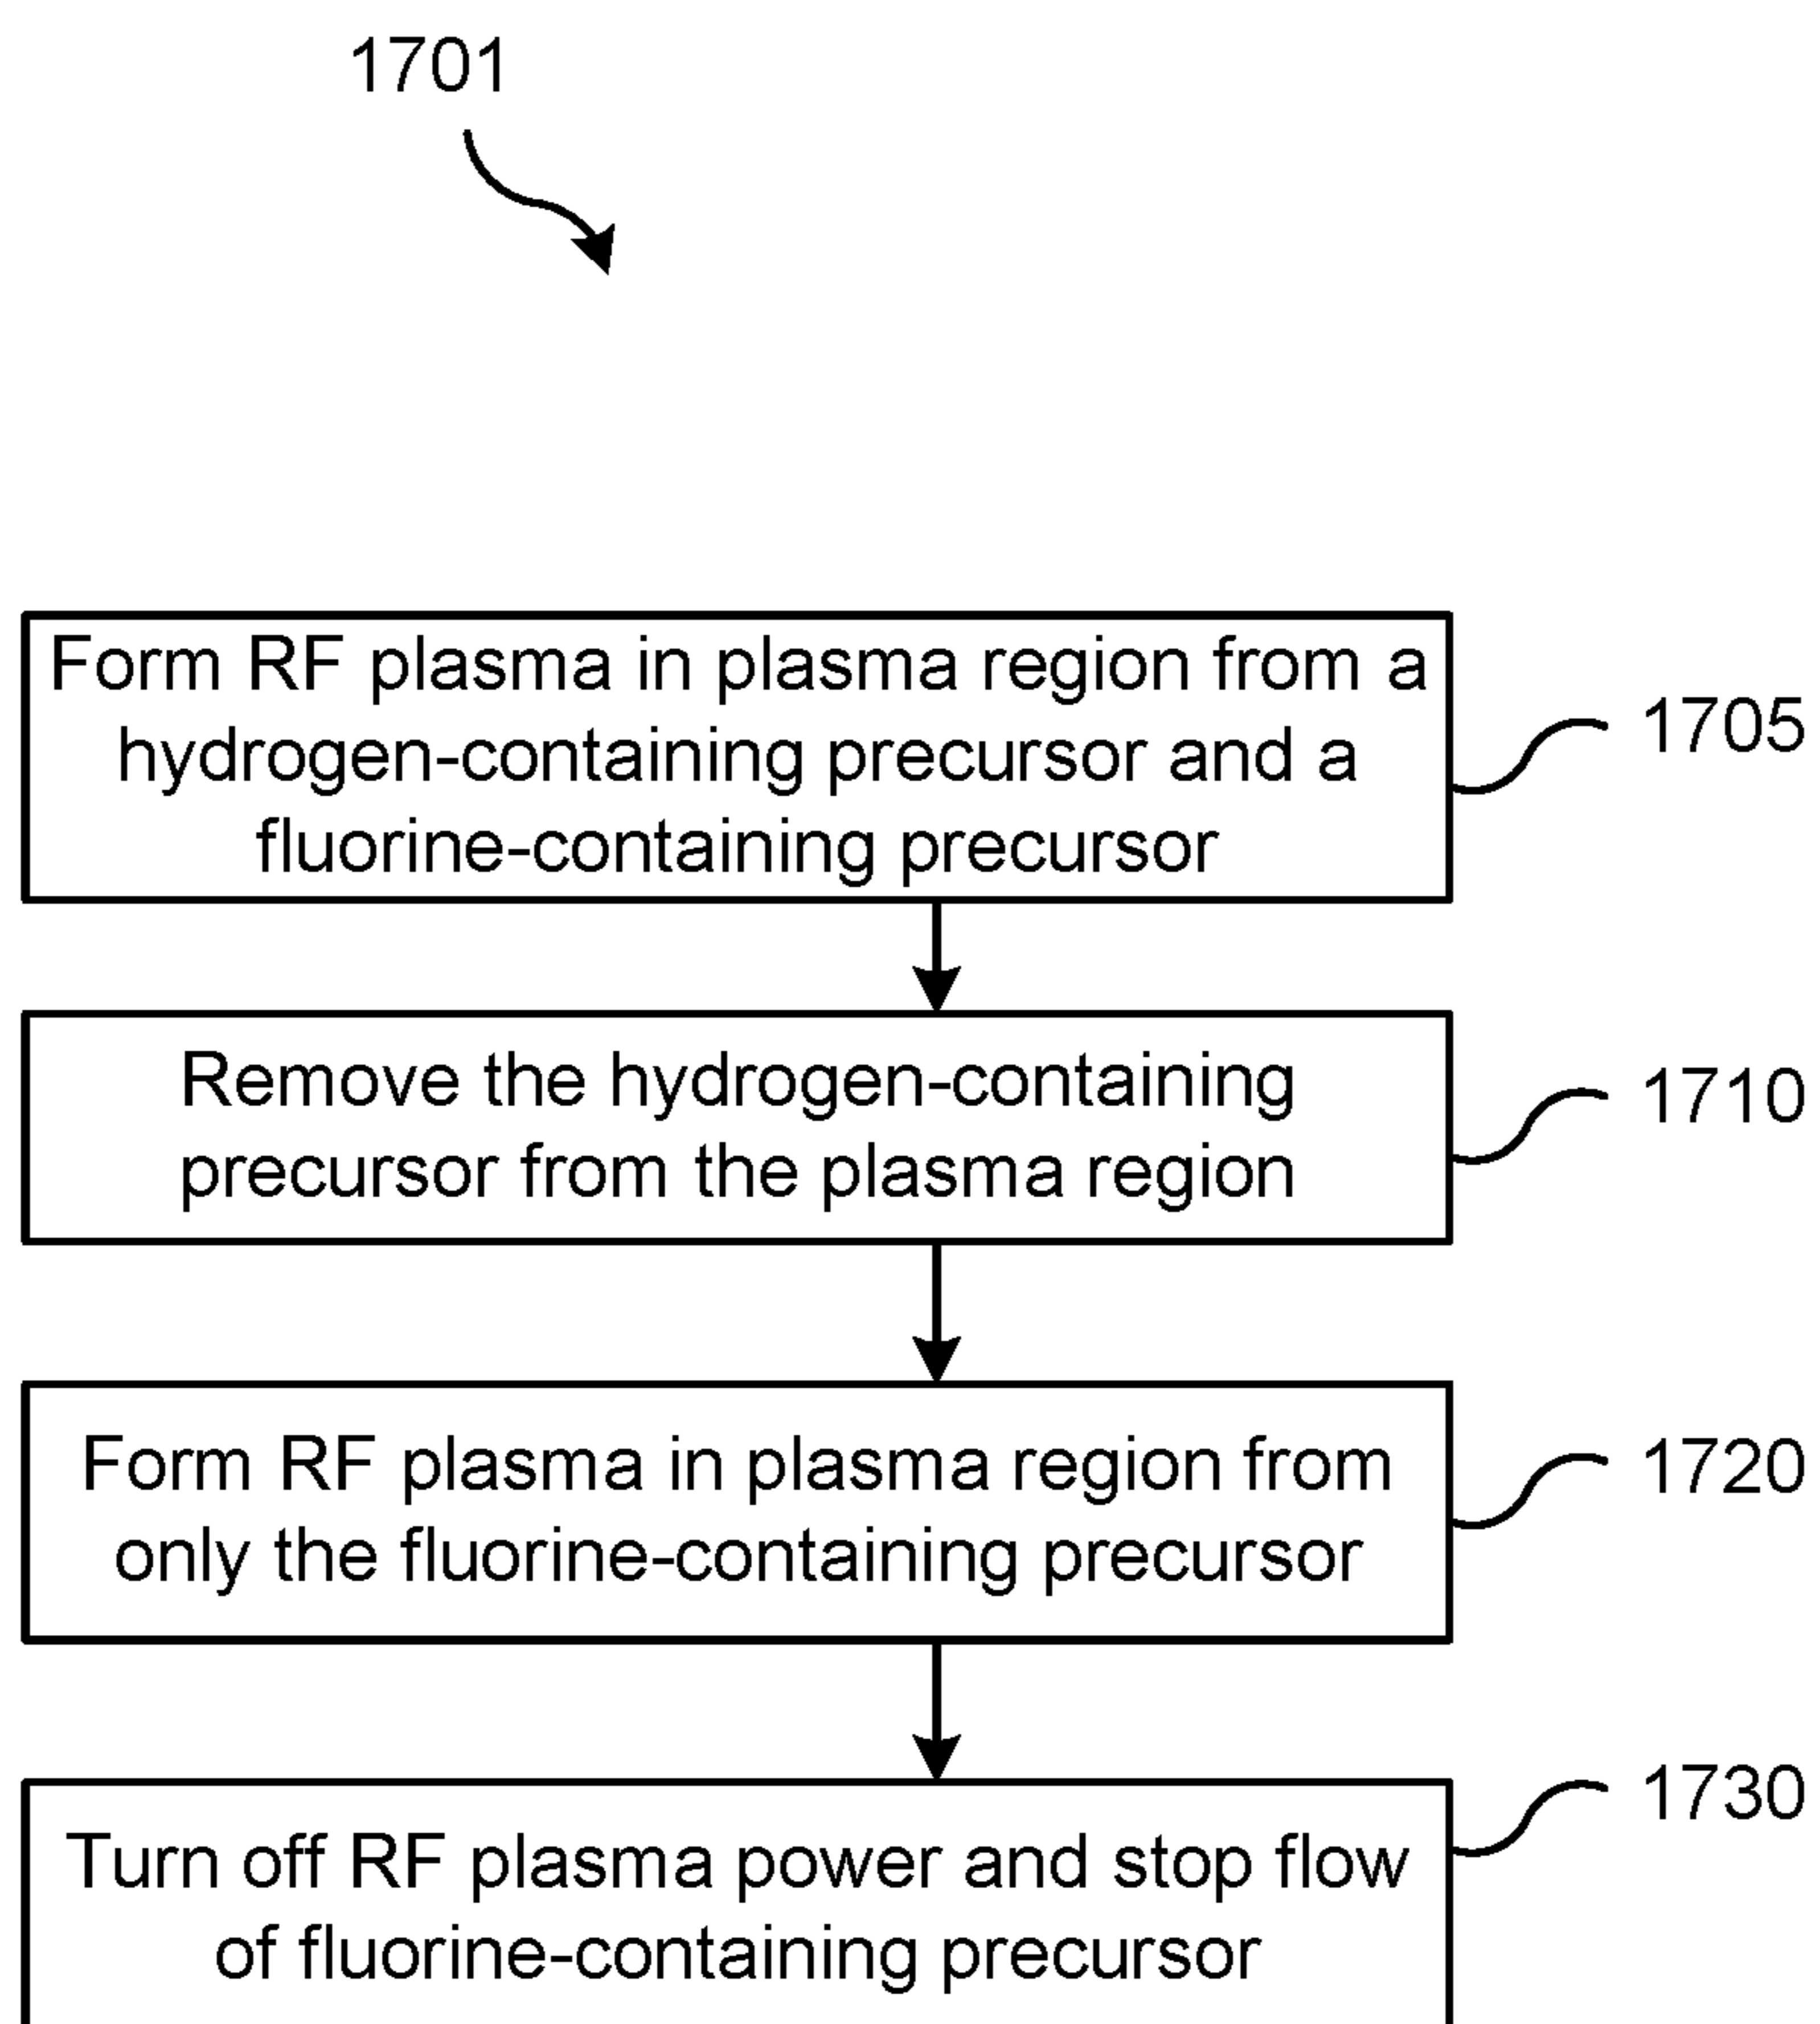 1701
Form RF plasma in plasma region from a
hydrogen-containing precursor and a
fluorine-containing precursor
1705
Remove the hydrogen-containing
precursor from the plasma region
1710
Form RF plasma in plasma region from
only the fluorine-containing precursor
1720
Turn off RF plasma power and stop flow
of fluorine-containing precursor
1730